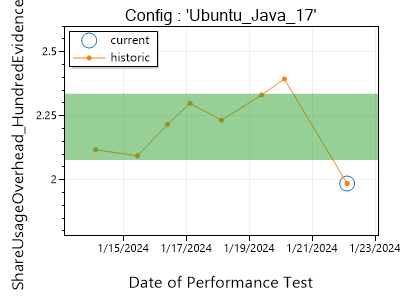 Config : 'Ubuntu_Java_17'
ShareUsageOverhead_HundredEvidence
current
historic
2.5
2.25
2
1/15/2024 1/17/2024 1/19/2024 1/21/2024 1/23/2024
Date of Performance Test